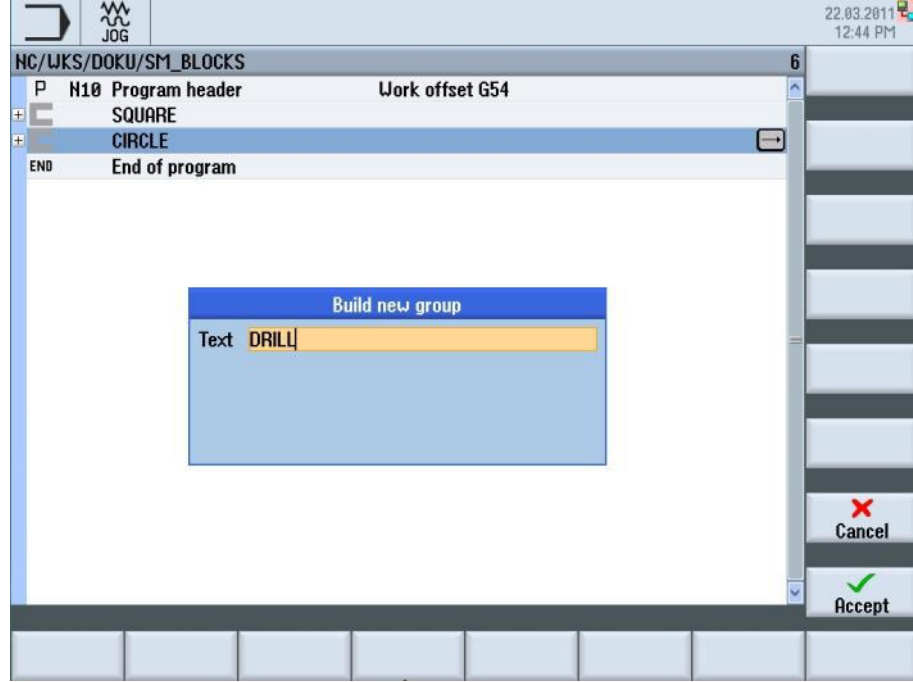 JOG
22.03.2011
12:44 PM
NC/WKS/DOKU/SM_BLOCKS 6
P N10 Program header Work offset G54
SQUARE
CIRCLE
END End of program
Build new group
Text DRILL
Cancel
Accept